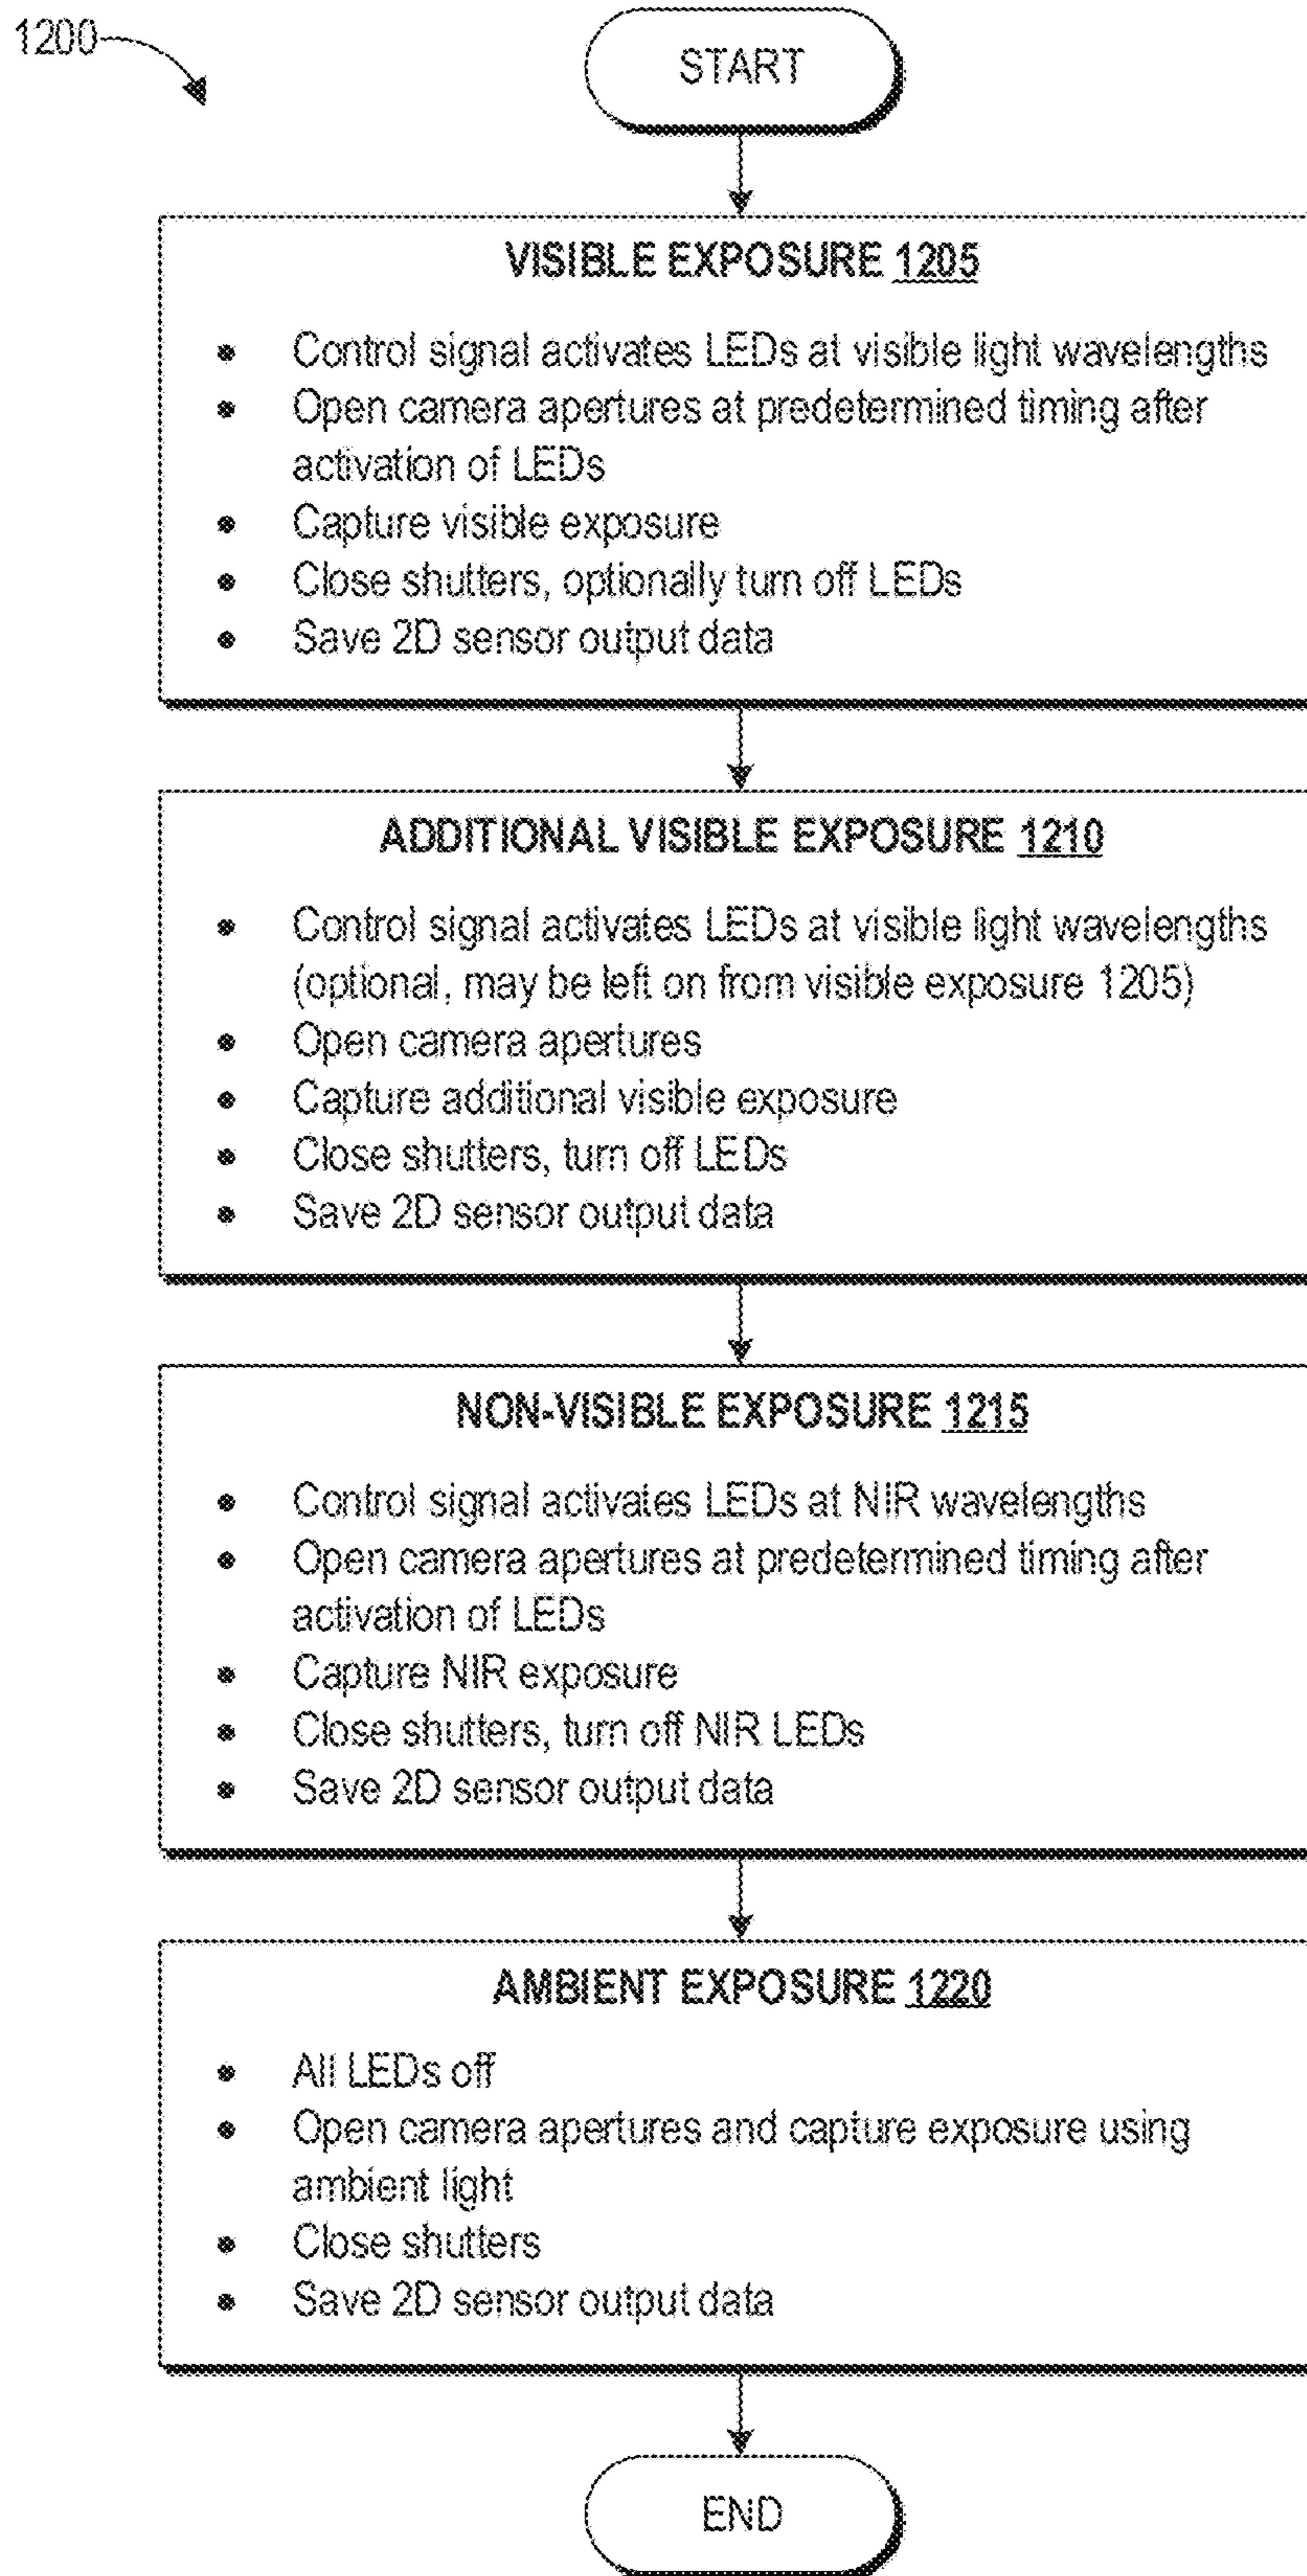 1200
START
VISIBLE EXPOSURE 1205
• Control signal activates LEDs at visible light wavelengths
• Open camera apertures at predetermined timing after
activation of LEDs
• Capture visible exposure
• Close shutters, optionally turn off LEDs
• Save 2D sensor output data
ADDITIONAL VISIBLE EXPOSURE 1210
• Control signal activates LEDs at visible light wavelengths
(optional, may be left on from visible exposure 1205)
• Open camera apertures
• Capture additional visible exposure
• Close shutters, turn off LEDs
• Save 2D sensor output data
NON-VISIBLE EXPOSURE 1215
• Control signal activates LEDs at NIR wavelengths
• Open camera apertures at predetermined timing after
activation of LEDs
• Capture NIR exposure
• Close shutters, turn off NIR LEDs
• Save 2D sensor output data
AMBIENT EXPOSURE 1220
• All LEDs off
• Open camera apertures and capture exposure using
ambient light
• Close shutters
• Save 2D sensor output data
END